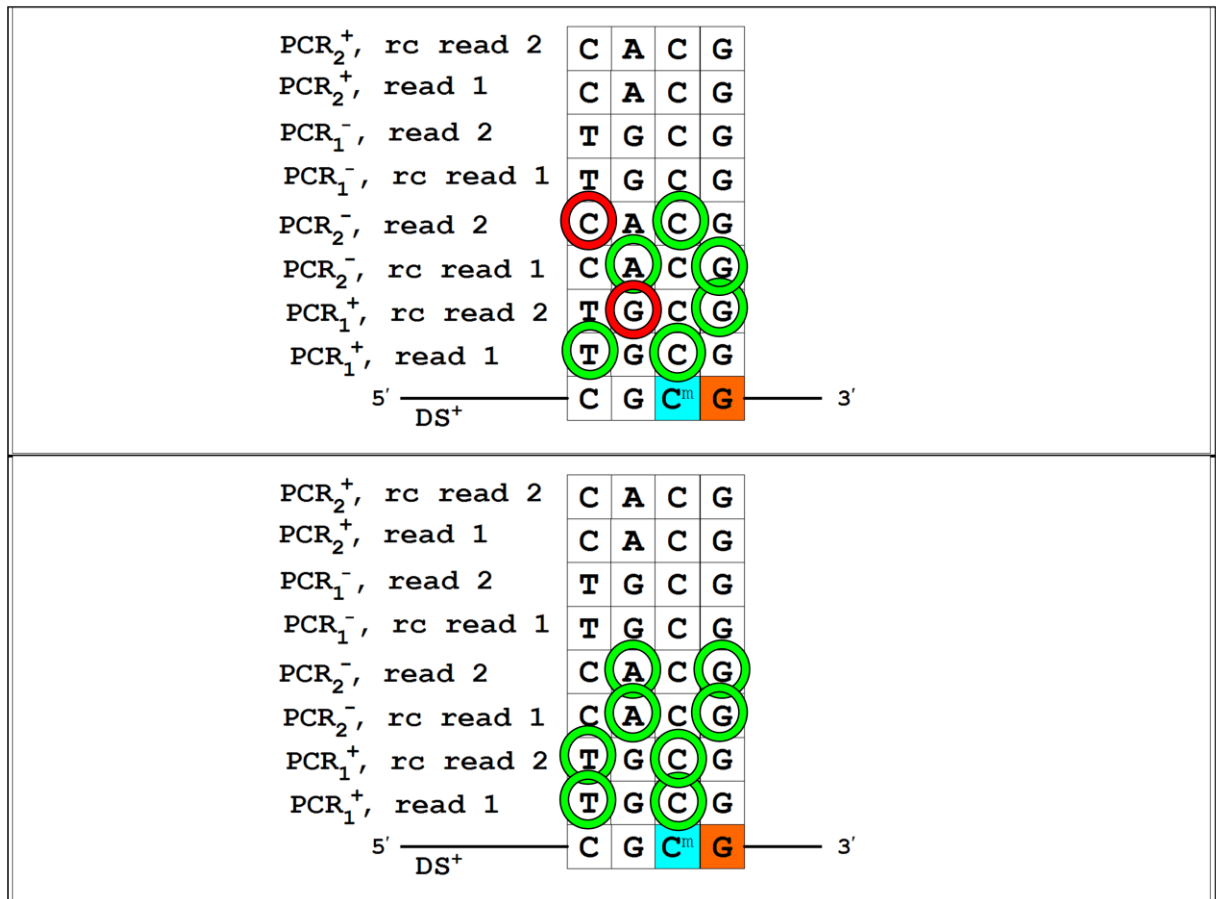 PCR₂⁺, rc read 2 C A C G
PCR₂⁺, read 1 C A C G
PCR₁⁻, read 2 T G C G
PCR₁⁻, rc read 1 T G C G
PCR₂⁻, read 2 C A C G
PCR₂⁻, rc read 1 C A C G
PCR₁⁺, rc read 2 T G C G
PCR₁⁺, read 1 T G C G
5′ DS⁺ C G Cᵐ G 3′
PCR₂⁺, rc read 2 C A C G
PCR₂⁺, read 1 C A C G
PCR₁⁻, read 2 T G C G
PCR₁⁻, rc read 1 T G C G
PCR₂⁻, read 2 C A C G
PCR₂⁻, rc read 1 C A C G
PCR₁⁺, rc read 2 T G C G
PCR₁⁺, read 1 T G C G
5′ DS⁺ C G Cᵐ G 3′